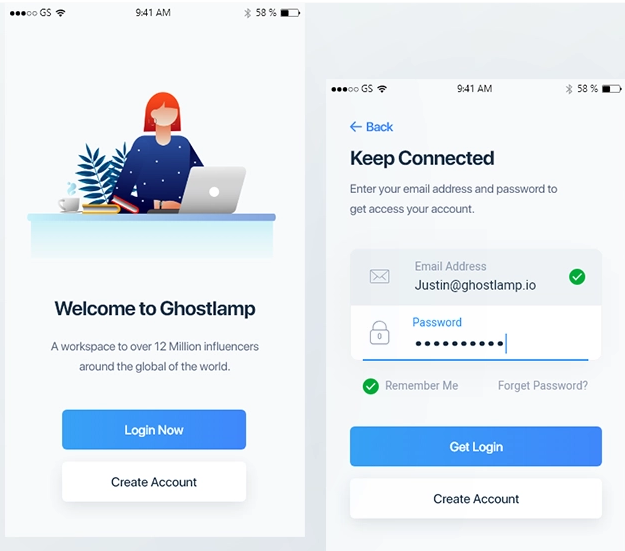 GS
9:41 AM
58 %
Welcome to Ghostlamp
A workspace to over 12 Million influencers
around the global of the world.
Login Now
Create Account
GS
9:41 AM
58 %
Back
Keep Connected
Enter your email address and password to
get access your account.
Email Address
Justin@ghostlamp.io
Password
Remember Me
Forget Password?
Get Login
Create Account